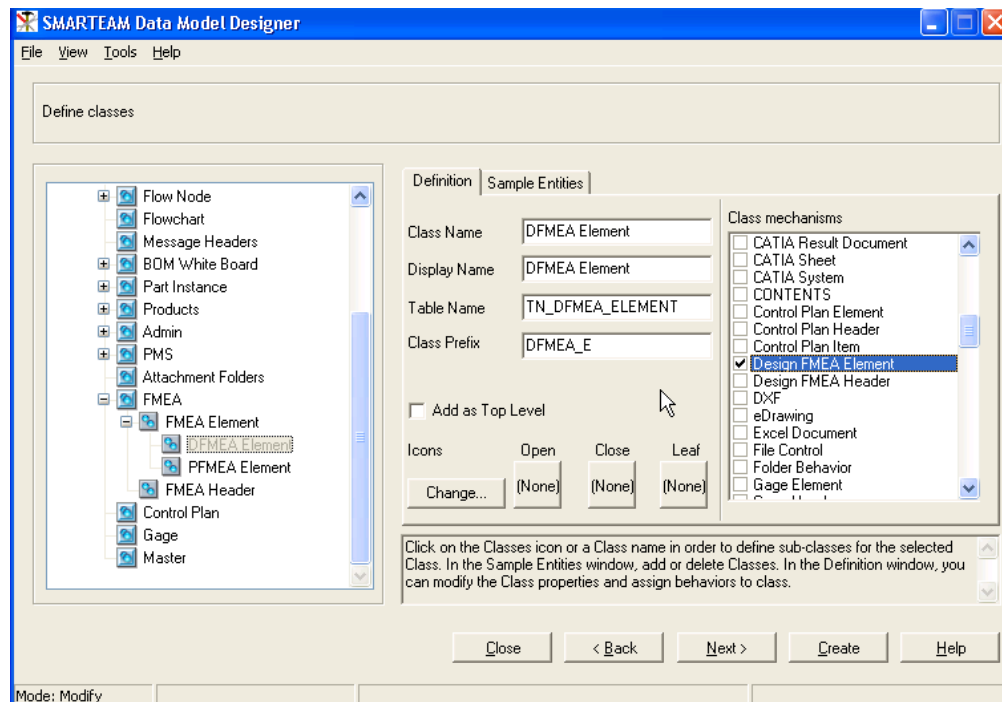 SMARTEAM Data Model Designer
File View Tools Help
Define classes
Flow Node
Flowchart
Message Headers
BOM White Board
Part Instance
Products
Admin
PMS
Attachment Folders
FMEA
FMEA Element
DFMEA Element
PFMEA Element
FMEA Header
Control Plan
Gage
Master
Definition
Sample Entities
Class Name
DFMEA Element
Display Name
DFMEA Element
Table Name
TN_DFMEA_ELEMENT
Class Prefix
DFMEA_E
Add as Top Level
Icons
Open
Close
Leaf
Change...
(None)
(None)
(None)
Class mechanisms
CATIA Result Document
CATIA Sheet
CATIA System
CONTENTS
Control Plan Element
Control Plan Header
Control Plan Item
Design FMEA Element
Design FMEA Header
DXF
eDrawing
Excel Document
File Control
Folder Behavior
Gage Element
Click on the Classes icon or a Class name in order to define sub-classes for the selected
Class. In the Sample Entities window, add or delete Classes. In the Definition window, you
can modify the Class properties and assign behaviors to class.
Close
< Back
Next >
Create
Help
Mode: Modify